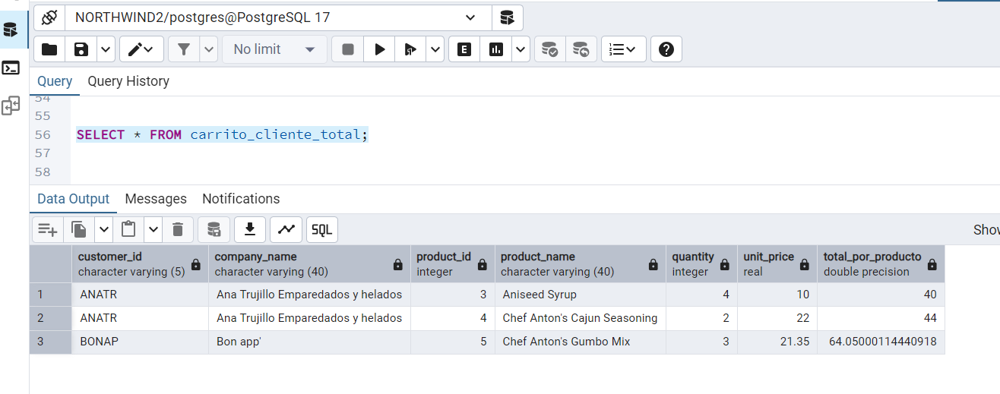 NORTHWIND2/postgres@PostgreSQL 17
No limit
E
Query Query History
54
55
56 SELECT * FROM carrito_cliente_total;
57
58
Data Output Messages Notifications
SQL
Show
customer_id company_name product_id product_name quantity unit_price total_por_producto
character varying (5) character varying (40) integer character varying (40) integer real double precision
1 ANATR Ana Trujillo Emparedados y helados 3 Aniseed Syrup 4 10 40
2 ANATR Ana Trujillo Emparedados y helados 4 Chef Anton's Cajun Seasoning 2 22 44
3 BONAP Bon app' 5 Chef Anton's Gumbo Mix 3 21.35 64.05000114440918